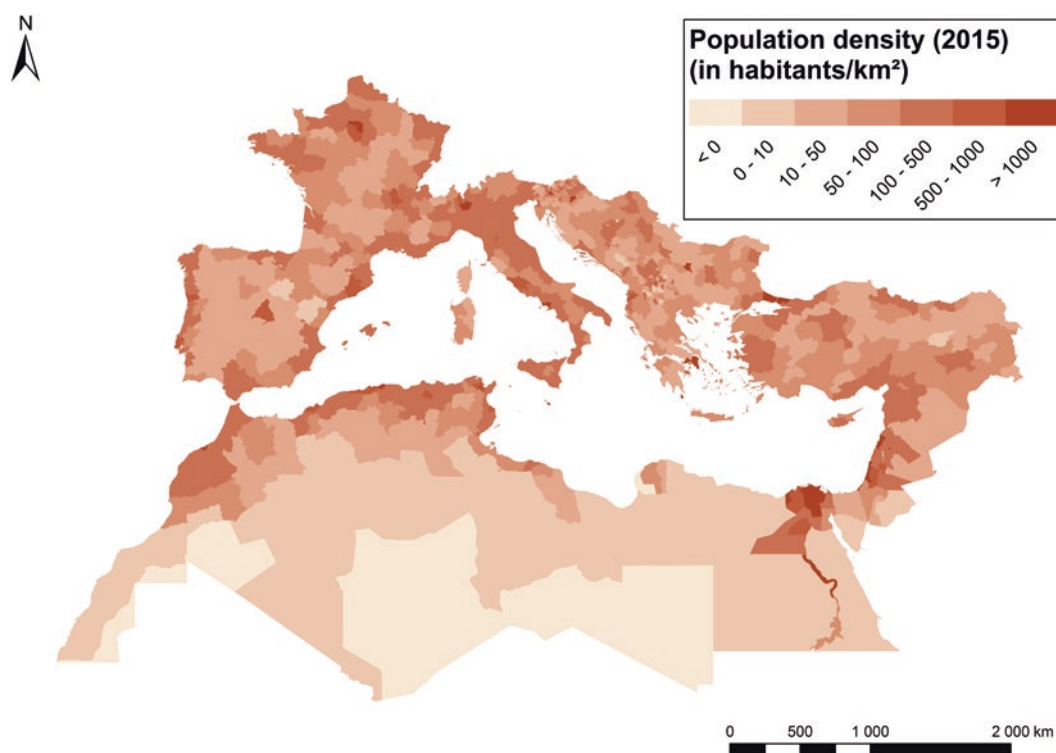 N
Population density (2015)
(in habitants/km²)
< 0
0 - 10
10 - 50
50 - 100
100 - 500
500 - 1000
> 1000
0 500 1 000 2 000 km